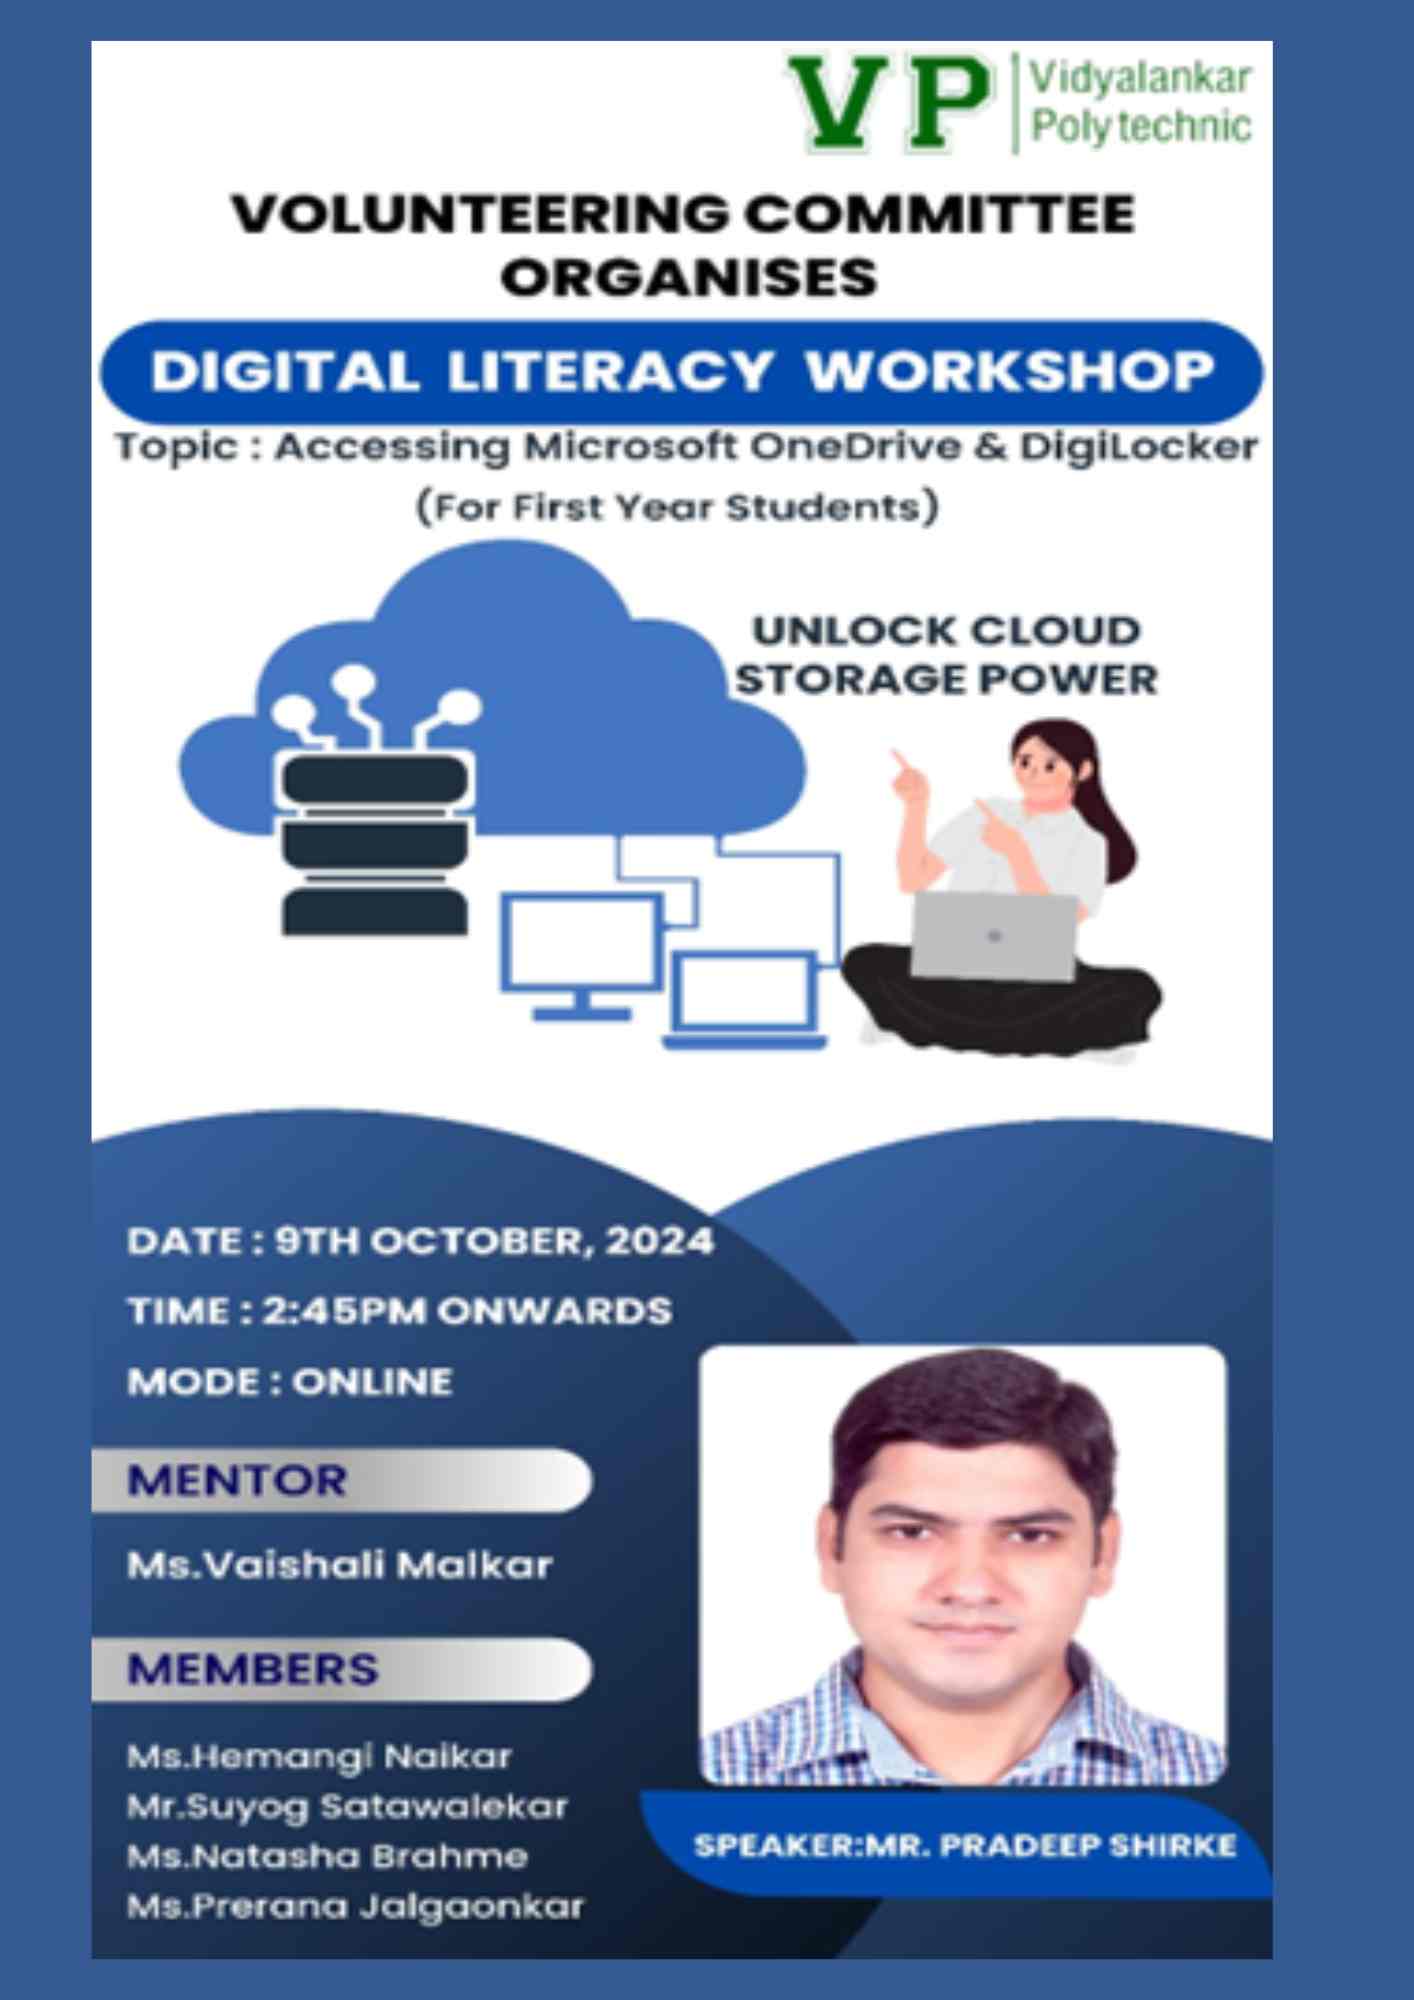 VP
Vidyalankar
Polytechnic
VOLUNTEERING COMMITTEE
ORGANISES
DIGITAL LITERACY WORKSHOP
Topic : Accessing Microsoft OneDrive & DigiLocker
(For First Year Students)
UNLOCK CLOUD
STORAGE POWER
DATE : 9TH OCTOBER, 2024
TIME : 2:45PM ONWARDS
MODE : ONLINE
MENTOR
Ms.Vaishali Malkar
MEMBERS
Ms.Hemangi Naikar
Mr.Suyog Satawalekar
Ms.Natasha Brahme
Ms.Prerana Jalgaonkar
SPEAKER:MR. PRADEEP SHIRKE